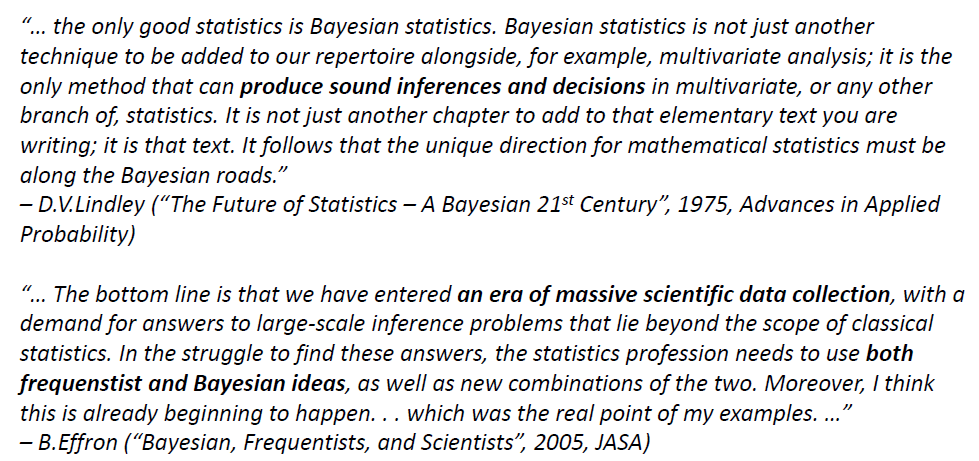 “… the only good statistics is Bayesian statistics. Bayesian statistics is not just another
technique to be added to our repertoire alongside, for example, multivariate analysis; it is the
only method that can produce sound inferences and decisions in multivariate, or any other
branch of, statistics. It is not just another chapter to add to that elementary text you are
writing; it is that text. It follows that the unique direction for mathematical statistics must be
along the Bayesian roads.”
– D.V.Lindley (“The Future of Statistics – A Bayesian 21st Century”, 1975, Advances in Applied
Probability)
“… The bottom line is that we have entered an era of massive scientific data collection, with a
demand for answers to large-scale inference problems that lie beyond the scope of classical
statistics. In the struggle to find these answers, the statistics profession needs to use both
frequenstist and Bayesian ideas, as well as new combinations of the two. Moreover, I think
this is already beginning to happen. . . which was the real point of my examples. …”
– B.Effron (“Bayesian, Frequentists, and Scientists”, 2005, JASA)